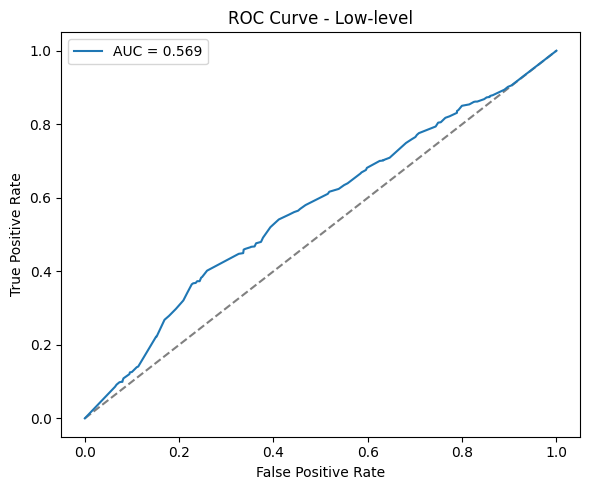 ROC Curve - Low-level
AUC = 0.569
True Positive Rate
1.0
0.8
0.6
0.4
0.2
0.0
0.0 0.2 0.4 0.6 0.8 1.0
False Positive Rate